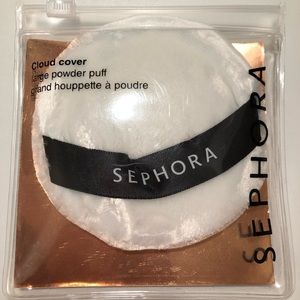 Cloud cover
large powder puff
grand houppette à poudre
SEPHORA
SEPHORA